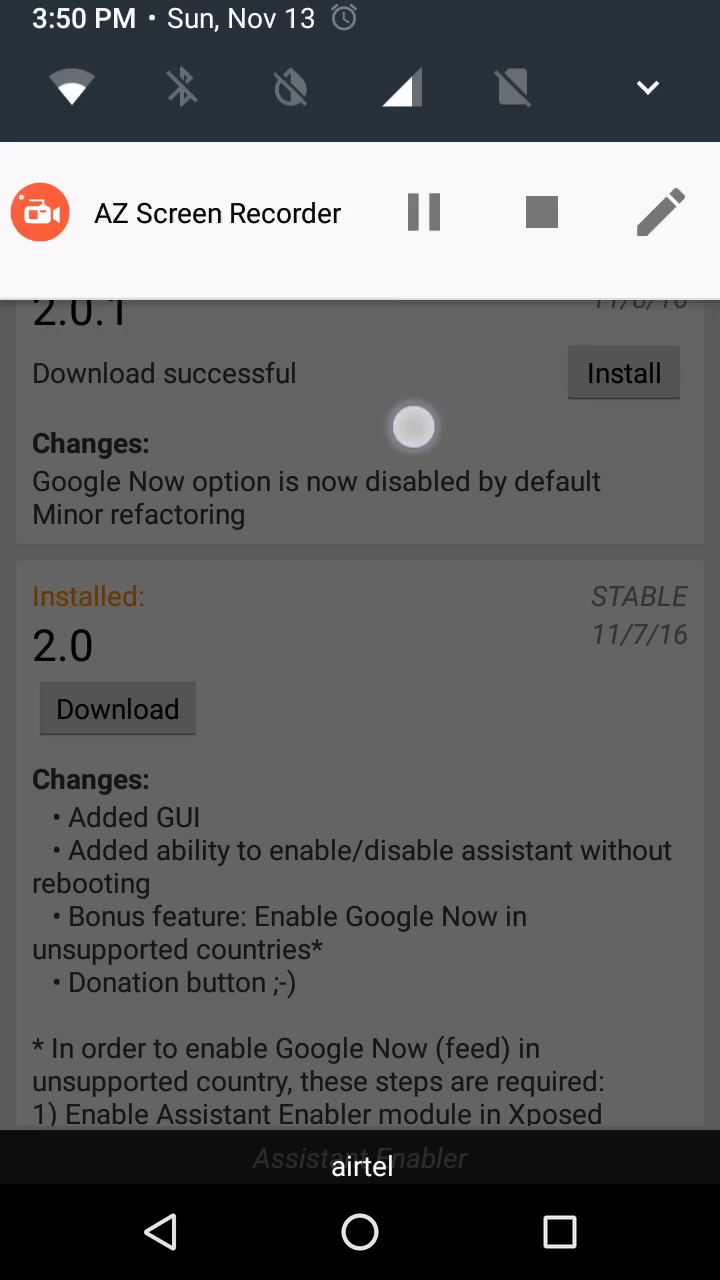 3:50 PM • Sun, Nov 13
AZ Screen Recorder
2.0.1
11/8/16
Download successful
Install
Changes:
Google Now option is now disabled by default
Minor refactoring
Installed:
STABLE
2.0
11/7/16
Download
Changes:
• Added GUI
• Added ability to enable/disable assistant without
rebooting
• Bonus feature: Enable Google Now in
unsupported countries*
• Donation button ;-)
* In order to enable Google Now (feed) in
unsupported country, these steps are required:
1) Enable Assistant Enabler module in Xposed
Assistant Enabler
airtel